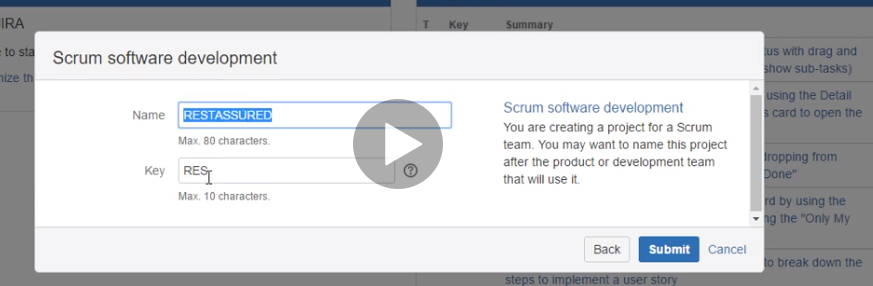 IRA
T Key Summary
e to sta
tus with drag and
Scrum software development
show sub-tasks)
nize th
using the Detail
Name RESTASSURED
Scrum software development
s card to open the
Max. 80 characters.
You are creating a project for a Scrum
team. You may want to name this project
after the product or development team
that will use it.
Key RES
Max. 10 characters.
dropping from
Done"
rd by using the
ng the "Only My
Back Submit Cancel
to break down the
steps to implement a user story